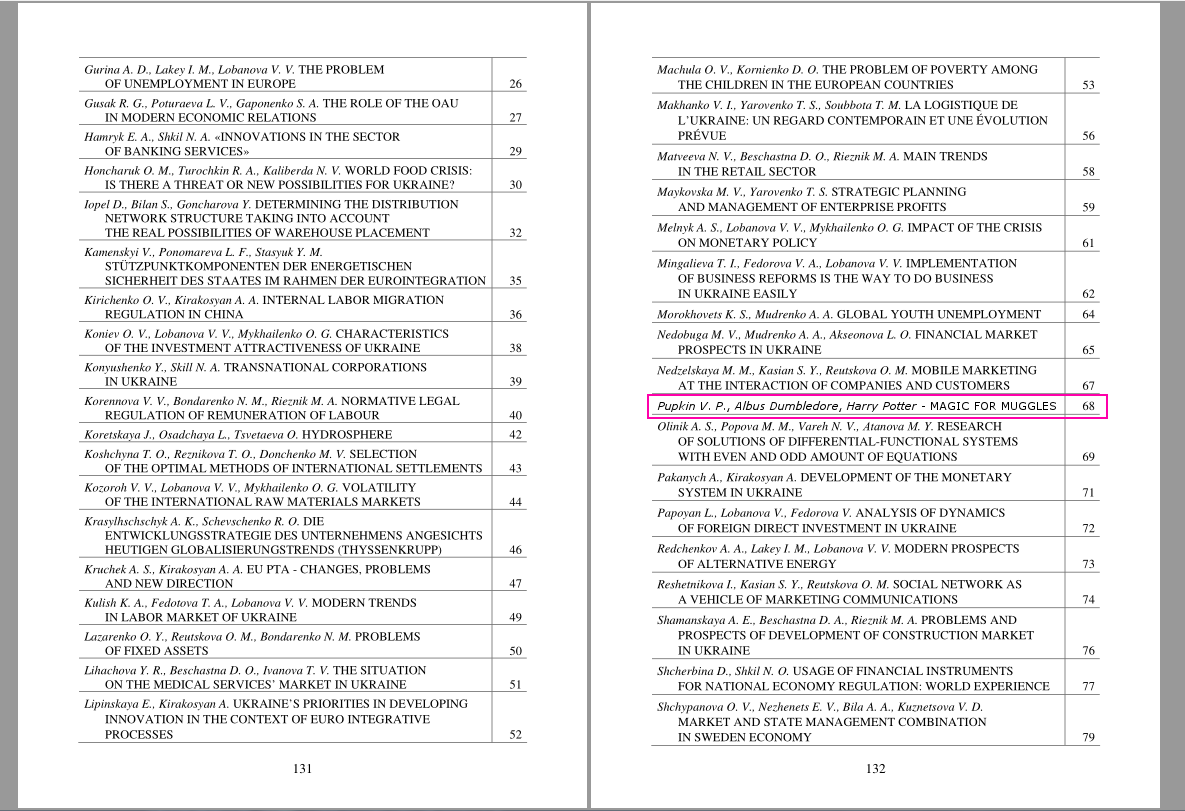 Gurina A. D., Lakey I. M., Lobanova V. V. THE PROBLEM
OF UNEMPLOYMENT IN EUROPE 26
Gusak R. G., Poturaeva L. V., Gaponenko S. A. THE ROLE OF THE OAU
IN MODERN ECONOMIC RELATIONS 27
Hamryk E. A., Shkil N. A. «INNOVATIONS IN THE SECTOR
OF BANKING SERVICES» 29
Honcharuk O. M., Turochkin R. A., Kaliberda N. V. WORLD FOOD CRISIS:
IS THERE A THREAT OR NEW POSSIBILITIES FOR UKRAINE? 30
Iopel D., Bilan S., Goncharova Y. DETERMINING THE DISTRIBUTION
NETWORK STRUCTURE TAKING INTO ACCOUNT
THE REAL POSSIBILITIES OF WAREHOUSE PLACEMENT 32
Kamenskyi V., Ponomareva L. F., Stasyuk Y. M.
STÜTZPUNKTKOMPONENTEN DER ENERGETISCHEN
SICHERHEIT DES STAATES IM RAHMEN DER EUROINTEGRATION 35
Kirichenko O. V., Kirakosyan A. A. INTERNAL LABOR MIGRATION
REGULATION IN CHINA 36
Koniev O. V., Lobanova V. V., Mykhailenko O. G. CHARACTERISTICS
OF THE INVESTMENT ATTRACTIVENESS OF UKRAINE 38
Konyushenko Y., Skill N. A. TRANSNATIONAL CORPORATIONS
IN UKRAINE 39
Korennova V. V., Bondarenko N. M., Rieznik M. A. NORMATIVE LEGAL
REGULATION OF REMUNERATION OF LABOUR 40
Koretskaya J., Osadchaya L., Tsvetaeva O. HYDROSPHERE 42
Koshchyna T. O., Reznikova T. O., Donchenko M. V. SELECTION
OF THE OPTIMAL METHODS OF INTERNATIONAL SETTLEMENTS 43
Kozoroh V. V., Lobanova V. V., Mykhailenko O. G. VOLATILITY
OF THE INTERNATIONAL RAW MATERIALS MARKETS 44
Krasylhschschyk A. K., Schevschenko R. O. DIE
ENTWICKLUNGSSTRATEGIE DES UNTERNEHMENS ANGESICHTS
HEUTIGEN GLOBALISIERUNGSTRENDS (THYSSENKRUPP) 46
Kruchek A. S., Kirakosyan A. A. EU PTA - CHANGES, PROBLEMS
AND NEW DIRECTION 47
Kulish K. A., Fedotova T. A., Lobanova V. V. MODERN TRENDS
IN LABOR MARKET OF UKRAINE 49
Lazarenko O. Y., Reutskova O. M., Bondarenko N. M. PROBLEMS
OF FIXED ASSETS 50
Lihachova Y. R., Beschastna D. O., Ivanova T. V. THE SITUATION
ON THE MEDICAL SERVICES' MARKET IN UKRAINE 51
Lipinskaya E., Kirakosyan A. UKRAINE'S PRIORITIES IN DEVELOPING
INNOVATION IN THE CONTEXT OF EURO INTEGRATIVE
PROCESSES 52
131
Machula O. V., Kornienko D. O. THE PROBLEM OF POVERTY AMONG
THE CHILDREN IN THE EUROPEAN COUNTRIES 53
Makhanko V. I., Yarovenko T. S., Soubbota T. M. LA LOGISTIQUE DE
L'UKRAINE: UN REGARD CONTEMPORAIN ET UNE ÉVOLUTION
PRÉVUE 56
Matveeva N. V., Beschastna D. O., Rieznik M. A. MAIN TRENDS
IN THE RETAIL SECTOR 58
Maykovska M. V., Yarovenko T. S. STRATEGIC PLANNING
AND MANAGEMENT OF ENTERPRISE PROFITS 59
Melnyk A. S., Lobanova V. V., Mykhailenko O. G. IMPACT OF THE CRISIS
ON MONETARY POLICY 61
Mingalieva T. I., Fedorova V. A., Lobanova V. V. IMPLEMENTATION
OF BUSINESS REFORMS IS THE WAY TO DO BUSINESS
IN UKRAINE EASILY 62
Morokhovets K. S., Mudrenko A. A. GLOBAL YOUTH UNEMPLOYMENT 64
Nedobuga M. V., Mudrenko A. A., Akseonova L. O. FINANCIAL MARKET
PROSPECTS IN UKRAINE 65
Nedzelskaya M. M., Kasian S. Y., Reutskova O. M. MOBILE MARKETING
AT THE INTERACTION OF COMPANIES AND CUSTOMERS 67
Pupkin V. P., Albus Dumbledore, Harry Potter - MAGIC FOR MUGGLES 68
Olinik A. S., Popova M. M., Vareh N. V., Atanova M. Y. RESEARCH
OF SOLUTIONS OF DIFFERENTIAL-FUNCTIONAL SYSTEMS
WITH EVEN AND ODD AMOUNT OF EQUATIONS 69
Pakanych A., Kirakosyan A. DEVELOPMENT OF THE MONETARY
SYSTEM IN UKRAINE 71
Papoyan L., Lobanova V., Fedorova V. ANALYSIS OF DYNAMICS
OF FOREIGN DIRECT INVESTMENT IN UKRAINE 72
Redchenkov A. A., Lakey I. M., Lobanova V. V. MODERN PROSPECTS
OF ALTERNATIVE ENERGY 73
Reshetnikova I., Kasian S. Y., Reutskova O. M. SOCIAL NETWORK AS
A VEHICLE OF MARKETING COMMUNICATIONS 74
Shamanskaya A. E., Beschastna D. A., Rieznik M. A. PROBLEMS AND
PROSPECTS OF DEVELOPMENT OF CONSTRUCTION MARKET
IN UKRAINE 76
Shcherbina D., Shkil N. O. USAGE OF FINANCIAL INSTRUMENTS
FOR NATIONAL ECONOMY REGULATION: WORLD EXPERIENCE 77
Shchypanova O. V., Nezhenets E. V., Bila A. A., Kuznetsova V. D.
MARKET AND STATE MANAGEMENT COMBINATION
IN SWEDEN ECONOMY 79
132